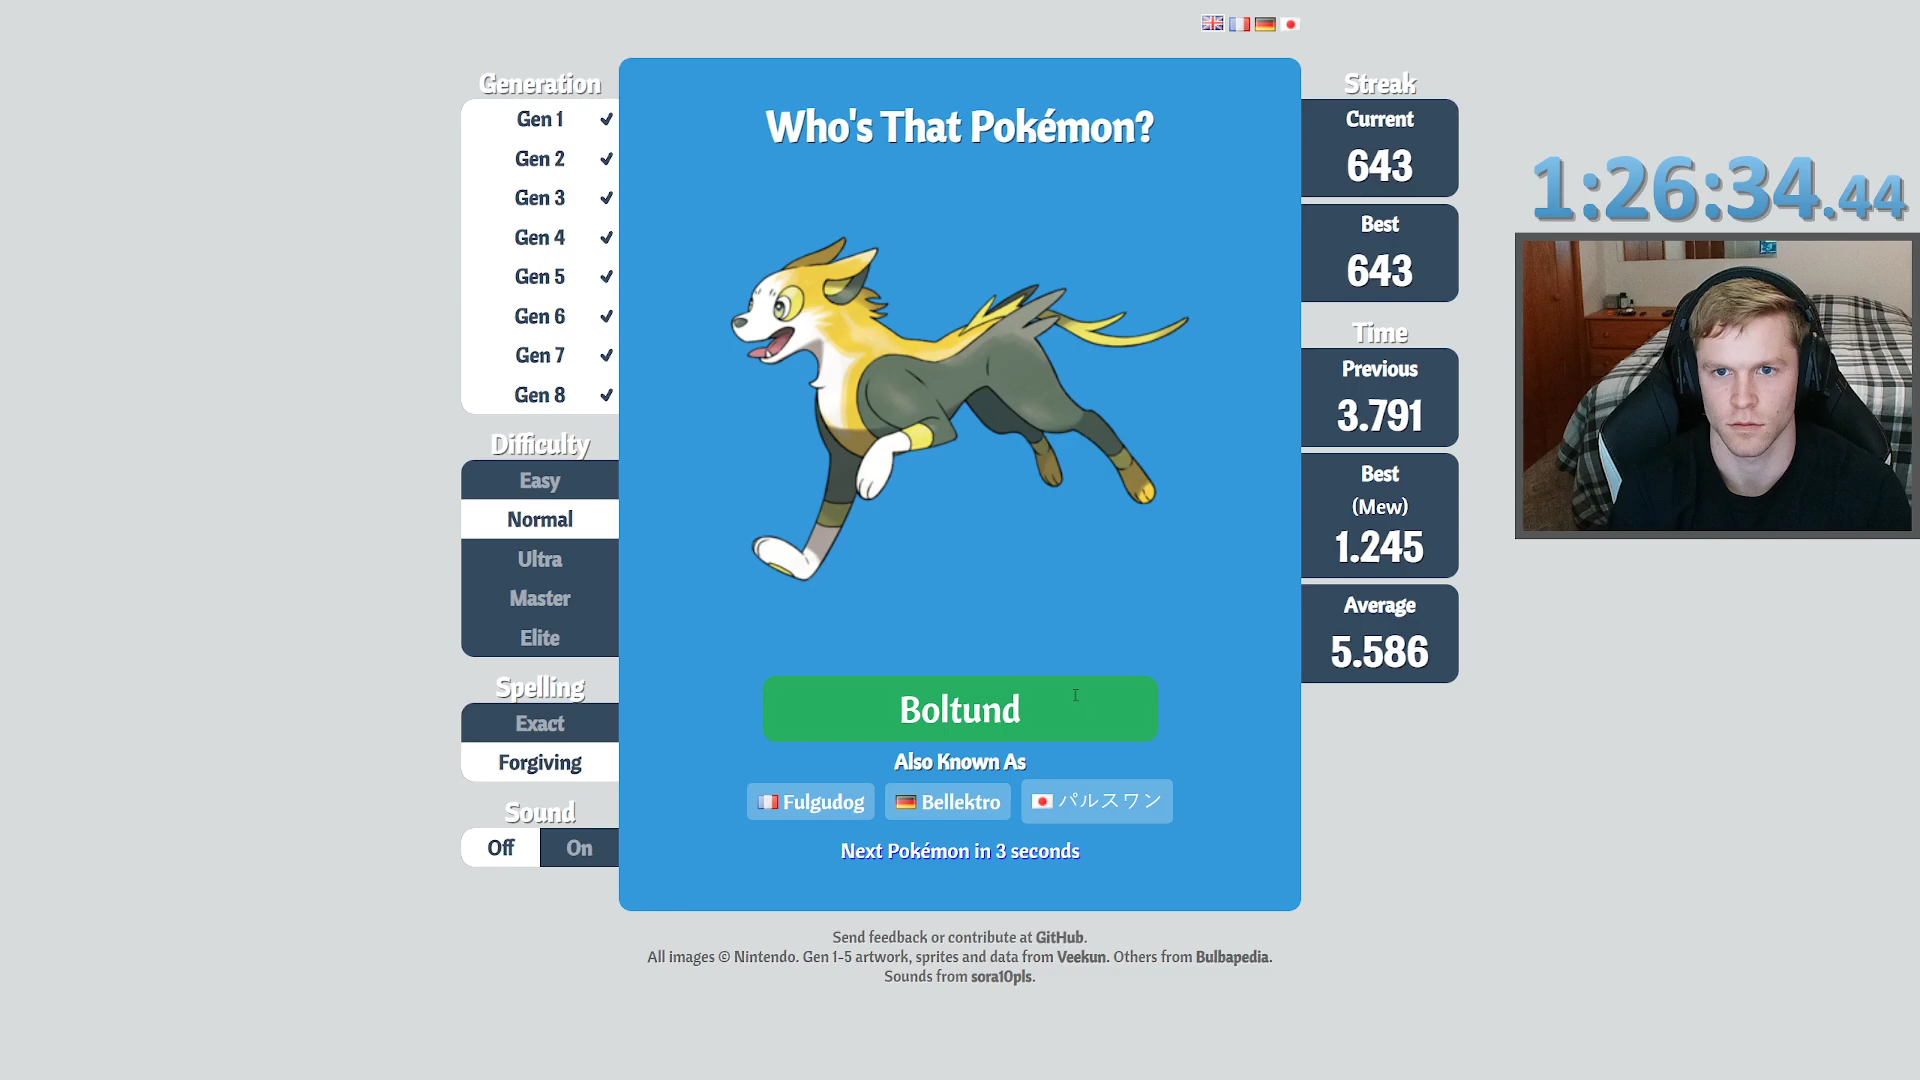 Generation
Gen 1 ✔
Gen 2 ✔
Gen 3 ✔
Gen 4 ✔
Gen 5 ✔
Gen 6 ✔
Gen 7 ✔
Gen 8 ✔
Difficulty
Easy
Normal
Ultra
Master
Elite
Spelling
Exact
Forgiving
Sound
Off On
Who's That Pokémon?
Boltund
Also Known As
Fulgudog Bellektro パルスワン
Next Pokémon in 3 seconds
Send feedback or contribute at GitHub.
All images © Nintendo. Gen 1-5 artwork, sprites and data from Veekun. Others from Bulbapedia.
Sounds from sora10pls.
Streak
Current
643
Best
643
Time
Previous
3.791
Best
(Mew)
1.245
Average
5.586
1:26:34.44